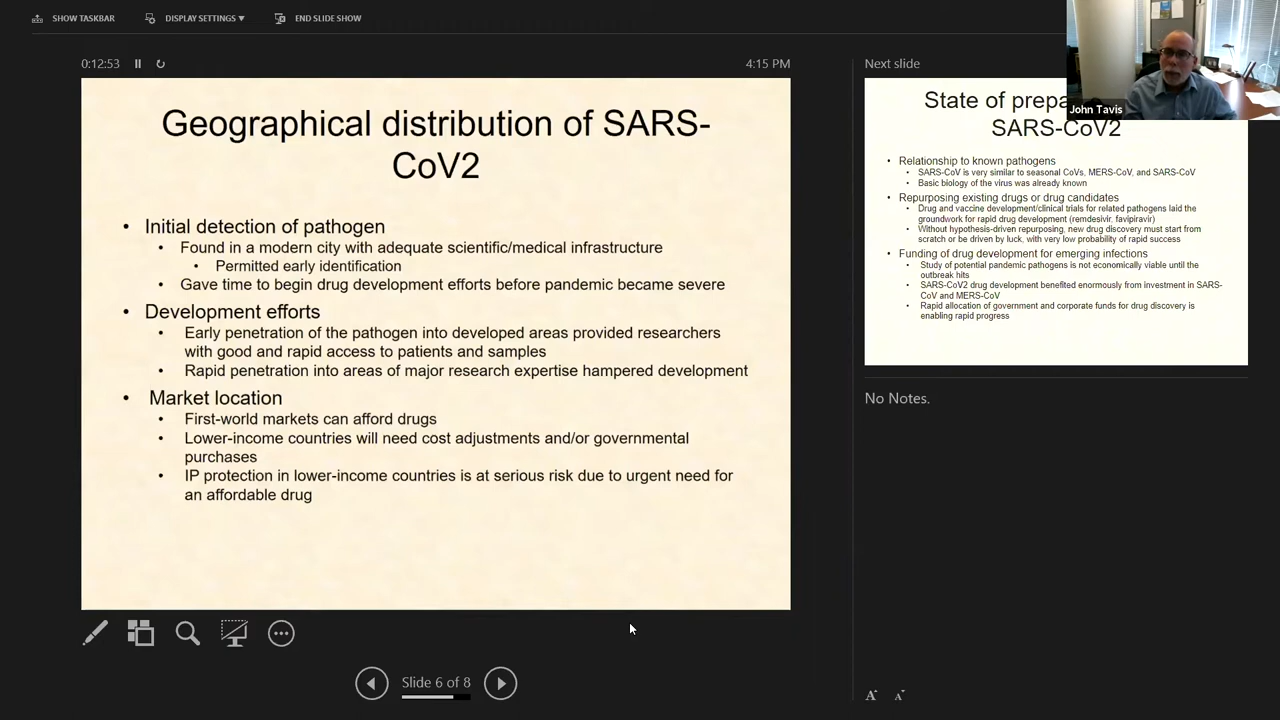 SHOW TASKBAR
DISPLAY SETTINGS ▼
END SLIDE SHOW
0:12:53
4:15 PM
Geographical distribution of SARS-
CoV2
• Initial detection of pathogen
• Found in a modern city with adequate scientific/medical infrastructure
• Permitted early identification
• Gave time to begin drug development efforts before pandemic became severe
• Development efforts
• Early penetration of the pathogen into developed areas provided researchers
with good and rapid access to patients and samples
• Rapid penetration into areas of major research expertise hampered development
• Market location
• First-world markets can afford drugs
• Lower-income countries will need cost adjustments and/or governmental
purchases
• IP protection in lower-income countries is at serious risk due to urgent need for
an affordable drug
Slide 6 of 8
Next slide
John Tavis
State of
SARS-CoV2
• Relationship to known pathogens
• SARS-CoV is very similar to seasonal CoVs, MERS-CoV, and SARS-CoV
• Basic biology of the virus was already known
• Repurposing existing drugs or drug candidates
• Drug and vaccine development/clinical trials for related pathogens laid the
groundwork for rapid drug development (remdesivir, favipiravir)
• Without hypothesis-driven repurposing, new drug discovery must start from
scratch or be driven by luck, with very low probability of rapid success
• Funding of drug development for emerging infections
• Study of potential pandemic pathogens is not economically viable until the
outbreak hits
• SARS-CoV2 drug development benefited enormously from investment in SARS-
CoV and MERS-CoV
• Rapid allocation of government and corporate funds for drug discovery is
enabling rapid progress
No Notes.
A A